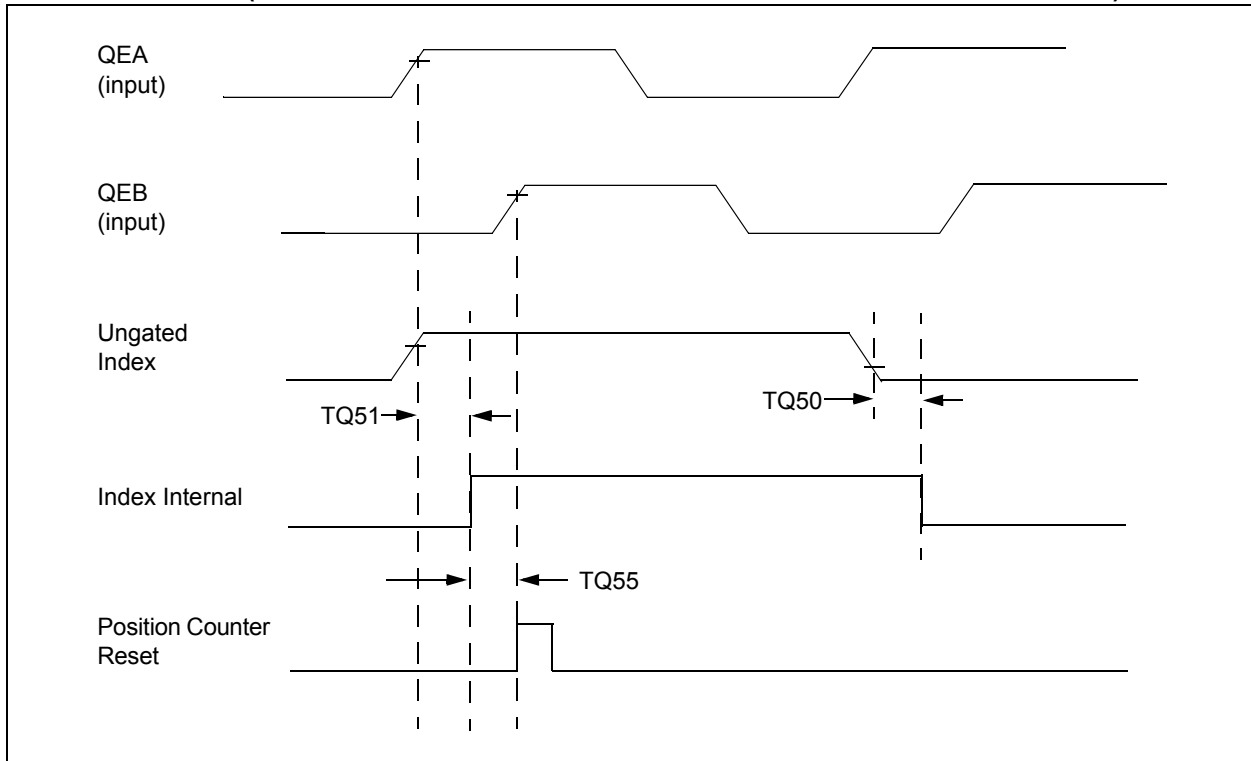 QEA
(input)
QEB
(input)
Ungated
Index
TQ51
TQ50
Index Internal
TQ55
Position Counter
Reset